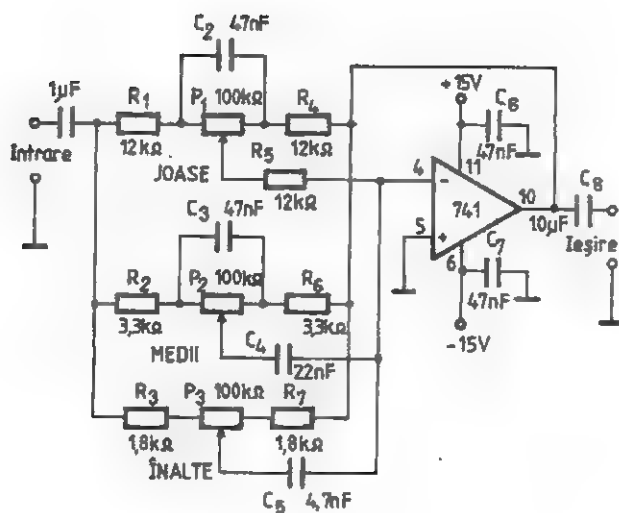 C2
47nF
1µF
R1
P1 100kΩ
R4
+15V
C6
Intrare
12kΩ
12kΩ
47nF
JOASE
R5
12kΩ
4
11
-
741
10
C8
10µF
Ieșire
5
+
6
C7
47nF
-15V
C3
47nF
R2
P2 100kΩ
R6
3,3kΩ
3,3kΩ
MEDII
C4
22nF
R3
P3 100kΩ
R7
1,8kΩ
1,8kΩ
ÎNALTE
C5
4,7nF